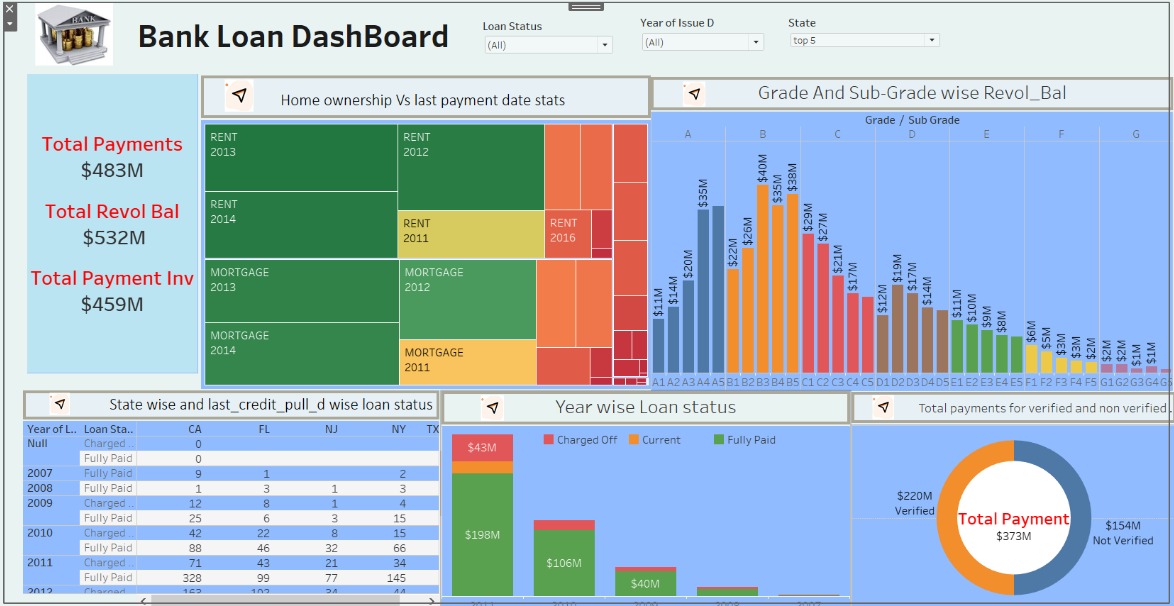 BANK
Bank Loan DashBoard
Loan Status
(All)
Year of Issue D
(All)
State
top 5
Total Payments
$483M
Total Revol Bal
$532M
Total Payment Inv
$459M
Home ownership Vs last payment date stats
RENT
2013
RENT
2012
RENT
2014
RENT
2011
RENT
2016
MORTGAGE
2013
MORTGAGE
2012
MORTGAGE
2014
MORTGAGE
2011
Grade And Sub-Grade wise Revol_Bal
Grade / Sub Grade
A B C D E F G
$11M $14M $20M $35M $22M $26M $40M $35M $38M $29M $27M $21M $17M $12M $19M $17M $14M $11M $10M $9M $8M $6M $5M $3M $3M $2M $2M $2M $1M $1M
A1 A2 A3 A4 A5 B1 B2 B3 B4 B5 C1 C2 C3 C4 C5 D1 D2 D3 D4 D5 E1 E2 E3 E4 E5 F1 F2 F3 F4 F5 G1 G2 G3 G4
State wise and last_credit_pull_d wise loan status
Year of L.. Loan Sta.. CA FL NJ NY TX
Null Charged .. 0
Fully Paid 0
2007 Fully Paid 9 1 2
2008 Fully Paid 1 3 1 3
2009 Charged .. 12 8 1 4
Fully Paid 25 6 3 15
2010 Charged .. 42 22 8 15
Fully Paid 88 46 32 66
2011 Charged .. 71 43 21 34
Fully Paid 328 99 77 145
Year wise Loan status
Charged Off Current Fully Paid
$43M
$198M
$106M
$40M
Total payments for verified and non verified.
$220M
Verified
Total Payment
$373M
$154M
Not Verified